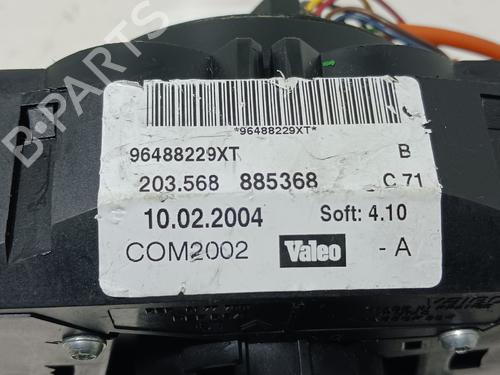 B-PARTS
*96488229XT*
96488229XT B
203.568 885368 C 71
10.02.2004 Soft: 4.10
COM2002 Valeo - A